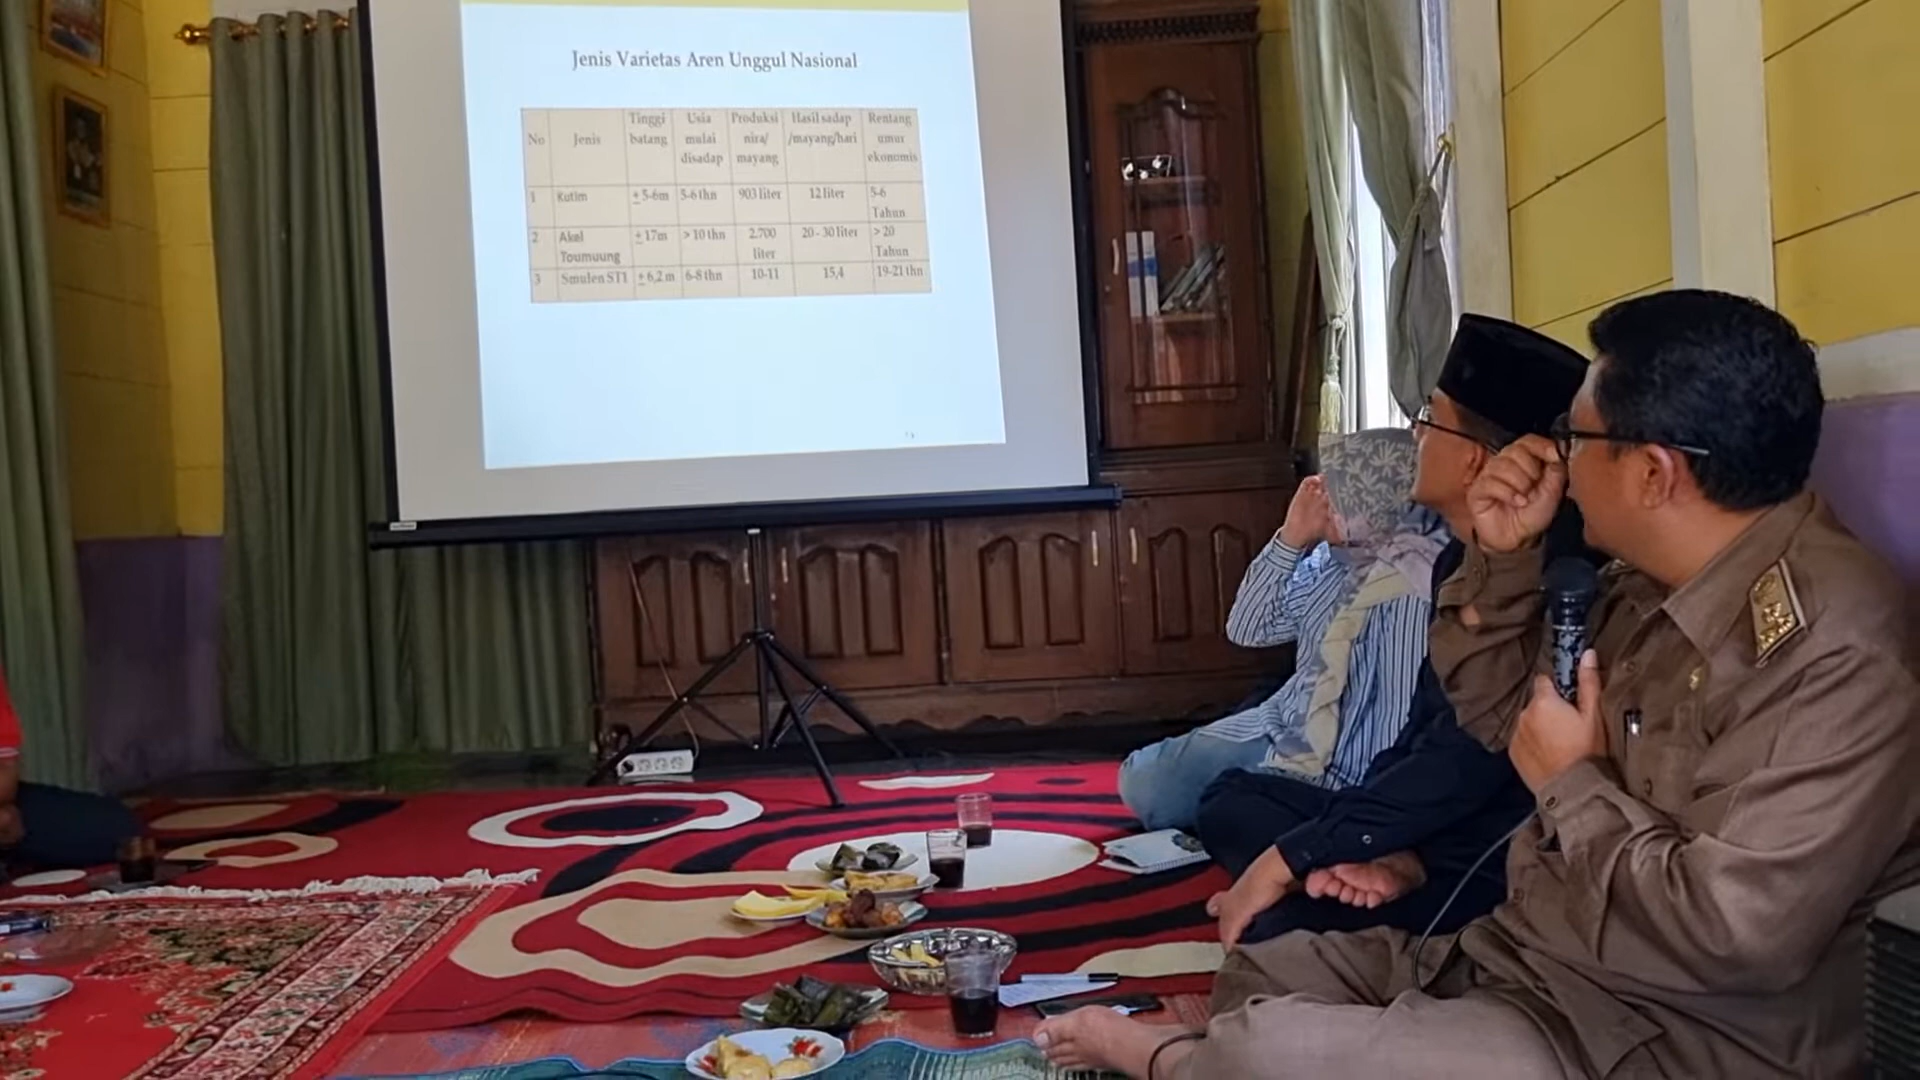 Jenis Varietas Aren Unggul Nasional
No Jenis Tinggi batang Usia mulai disadap Produksi nira/ mayang Hasil sadap /mayang/hari Rentang umur ekonomis
1 Kutim ± 5-6m 5-6 thn 903 liter 12 liter 5-6 Tahun
2 Akel Toumuung ± 17m > 10 thn 2.700 liter 20 - 30 liter > 20 Tahun
3 Smulen ST1 ± 6,2 m 6-8 thn 10-11 15,4 19-21 thn